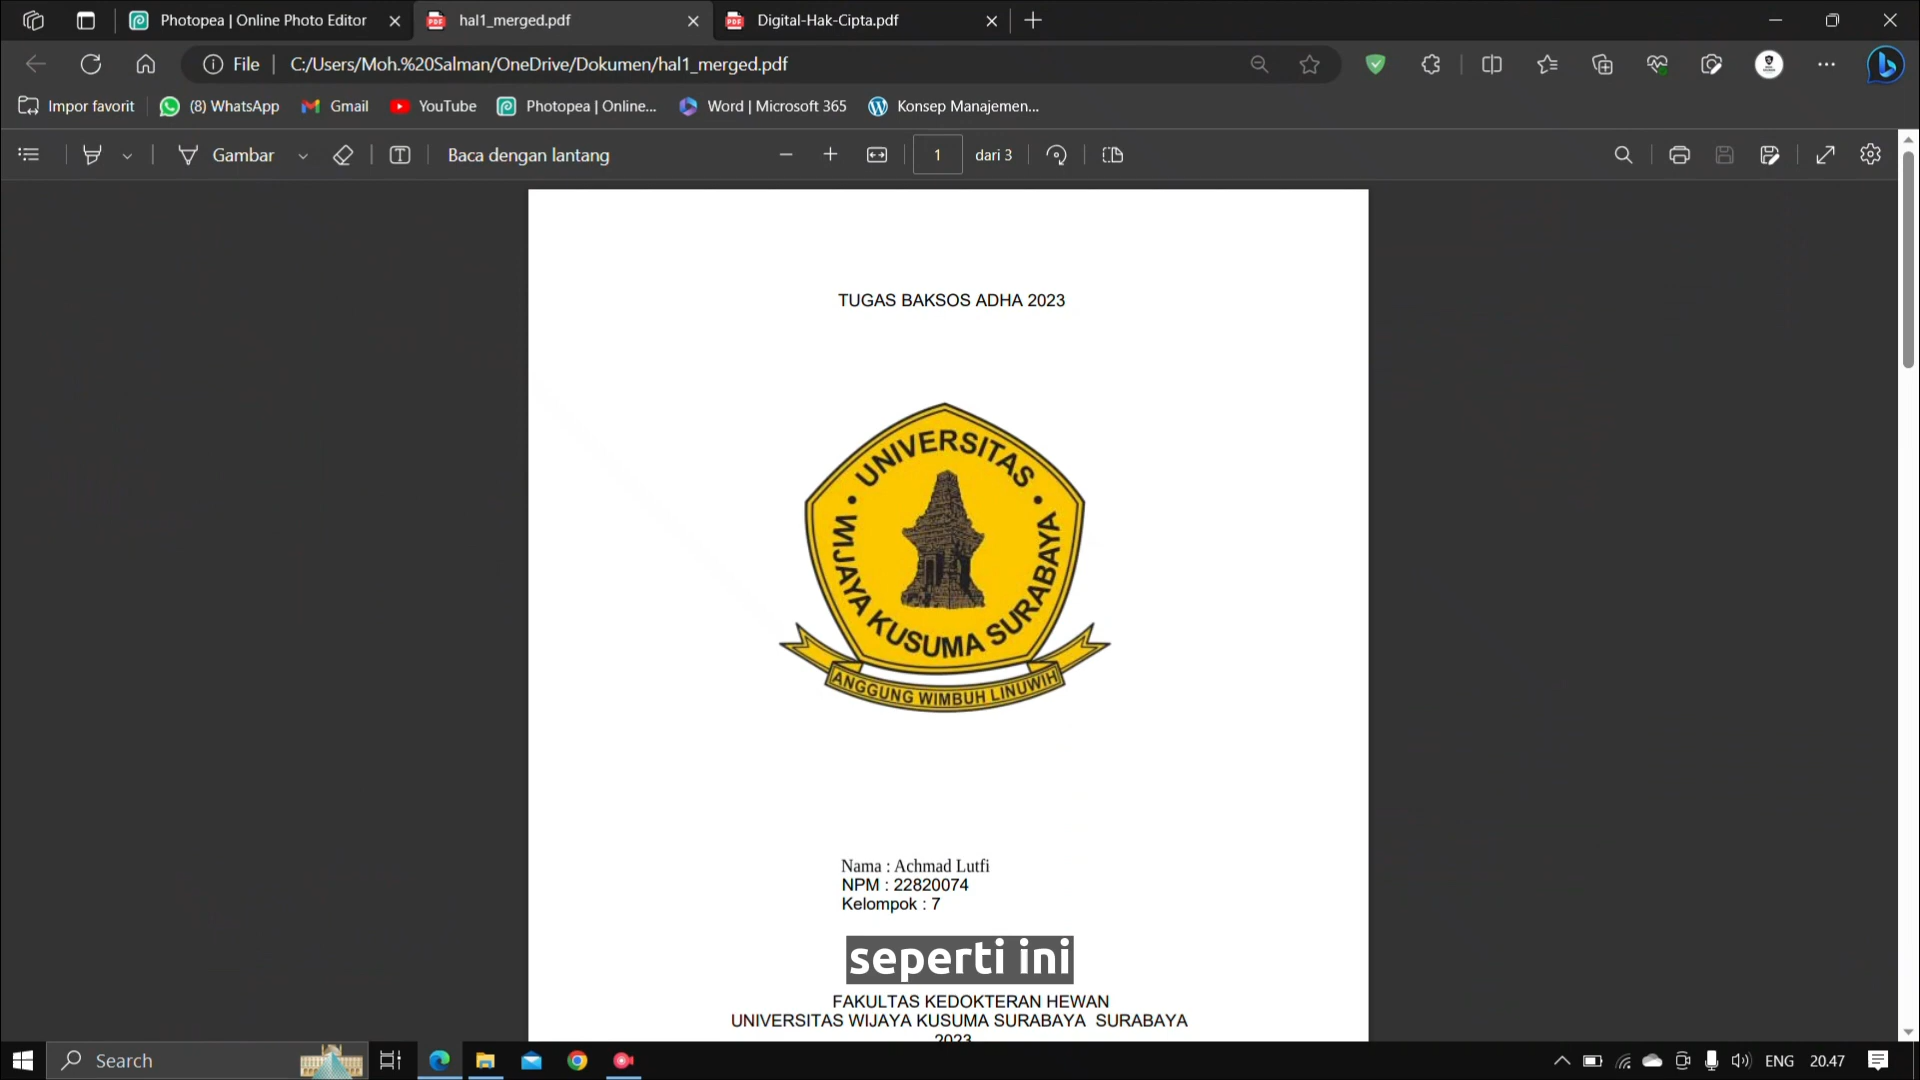 Photopea | Online Photo Editor
hal1_merged.pdf
Digital-Hak-Cipta.pdf
File
C:/Users/Moh.%20Salman/OneDrive/Dokumen/hal1_merged.pdf
Impor favorit
(8) WhatsApp
Gmail
YouTube
Photopea | Online...
Word | Microsoft 365
Konsep Manajemen...
Gambar
Baca dengan lantang
1
dari 3
TUGAS BAKSOS ADHA 2023
UNIVERSITAS
WIJAYA KUSUMA SURABAYA
ANGGUNG WIMBUH LINUWIH
Nama : Achmad Lutfi
NPM : 22820074
Kelompok : 7
seperti ini
FAKULTAS KEDOKTERAN HEWAN
UNIVERSITAS WIJAYA KUSUMA SURABAYA  SURABAYA
2023
Search
ENG
20.47